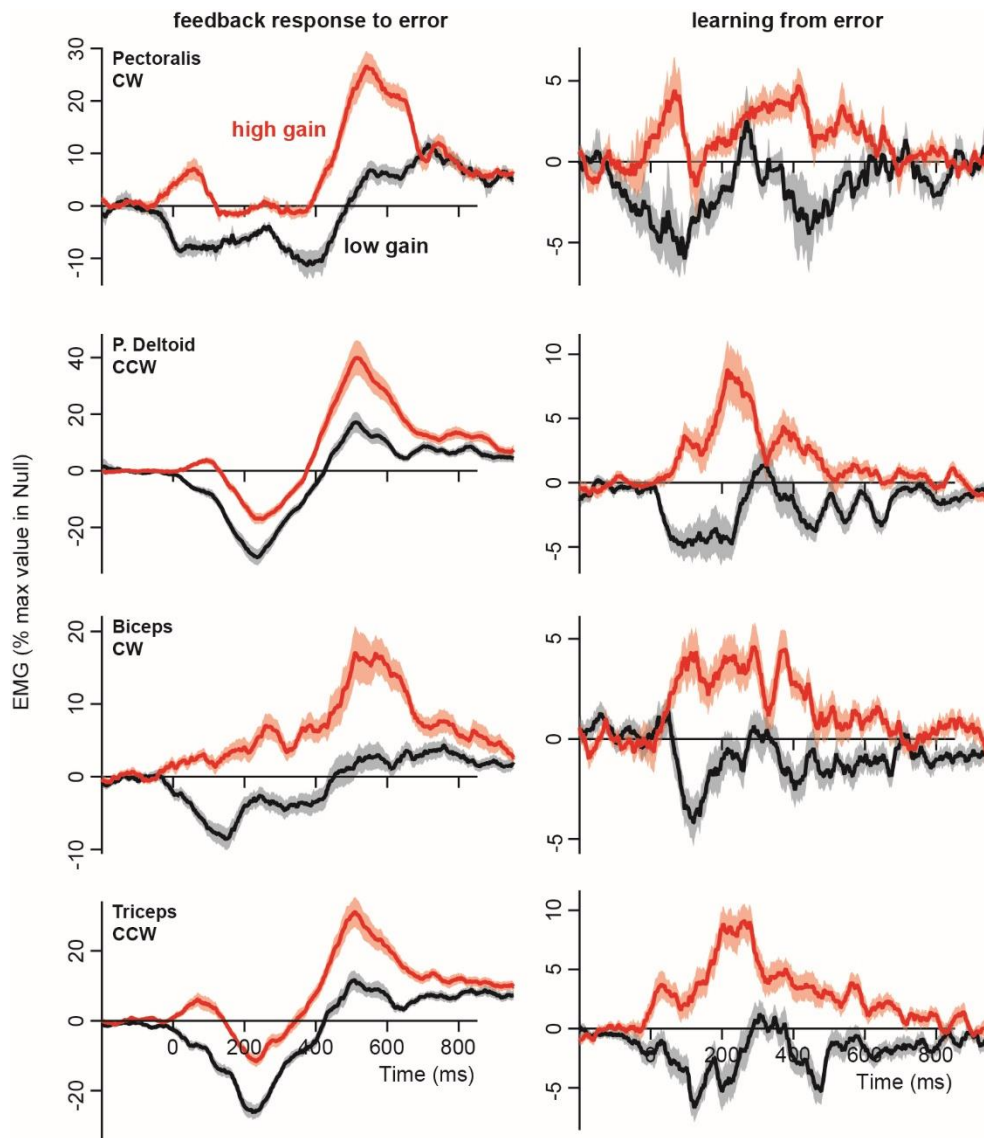 feedback response to error
learning from error
EMG (% max value in Null)
Pectoralis
CW
high gain
low gain
30
20
10
0
-10
5
0
-5
P. Deltoid
CCW
40
20
0
-20
10
5
0
-5
Biceps
CW
20
10
0
-10
5
0
-5
Triceps
CCW
20
0
-20
0 200 400 600 800
Time (ms)
10
5
0
-5
0 200 400 600 800
Time (ms)